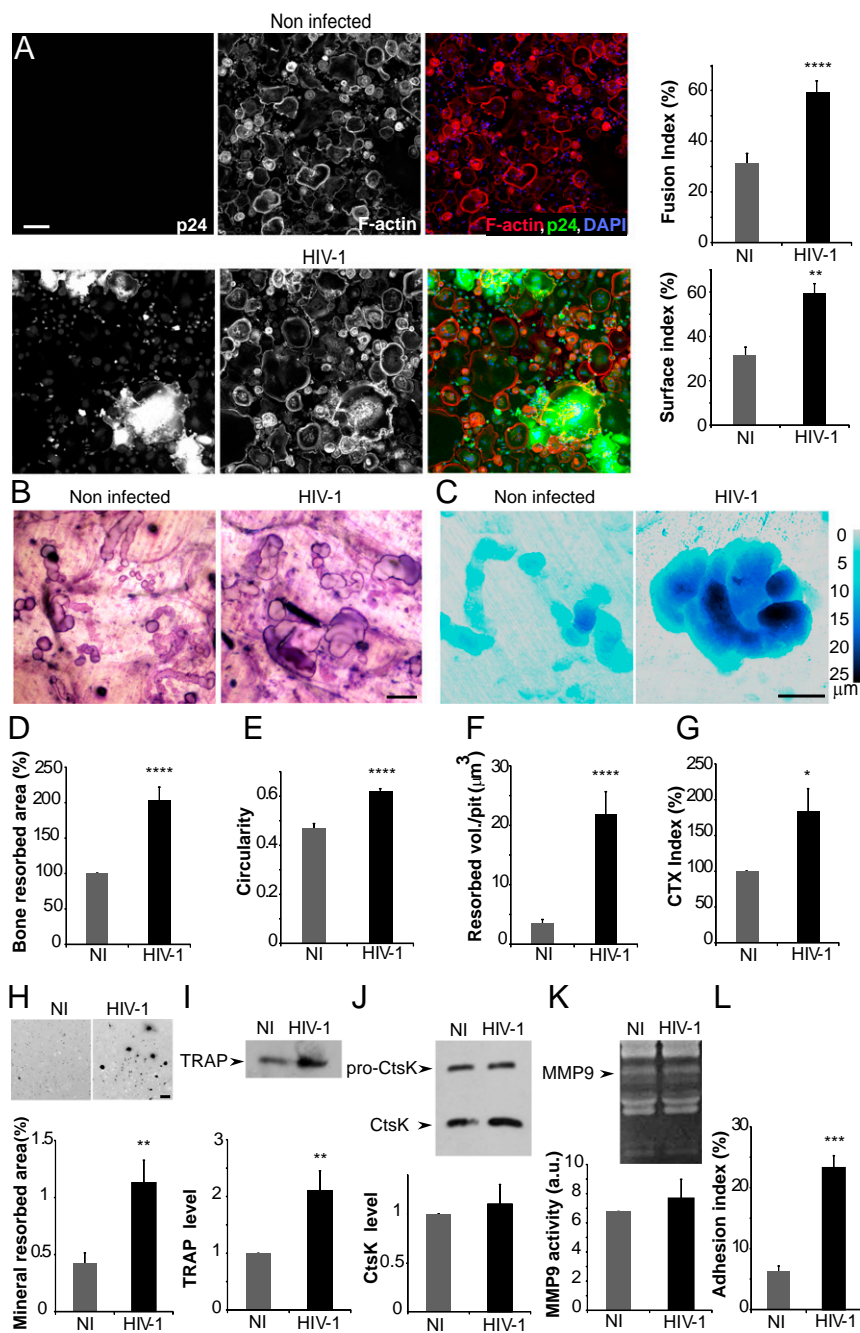 Non infected
A
p24
F-actin
F-actin, p24, DAPI
Fusion Index (%)
60
40
20
0
****
NI
HIV-1
HIV-1
Surface index (%)
60
40
20
0
**
NI
HIV-1
B
Non infected
HIV-1
C
Non infected
HIV-1
0
5
10
15
20
25
μm
D
Bone resorbed area (%)
250
200
150
100
50
0
****
NI
HIV-1
E
Circularity
0.6
0.4
0.2
0
****
NI
HIV-1
F
Resorbed vol./pit (μm3)
30
20
10
0
****
NI
HIV-1
G
CTX Index (%)
250
200
150
100
50
0
*
NI
HIV-1
H
NI
HIV-1
Mineral resorbed area(%)
1.5
1
0.5
0
**
NI
HIV-1
I
NI
HIV-1
TRAP
TRAP level
3
2
1
0
**
NI
HIV-1
J
NI
HIV-1
pro-CtsK
CtsK
CtsK level
1
0.5
0
NI
HIV-1
K
NI
HIV-1
MMP9
MMP9 activity (a.u.)
10
8
6
4
2
0
NI
HIV-1
L
Adhesion index (%)
30
20
10
0
***
NI
HIV-1